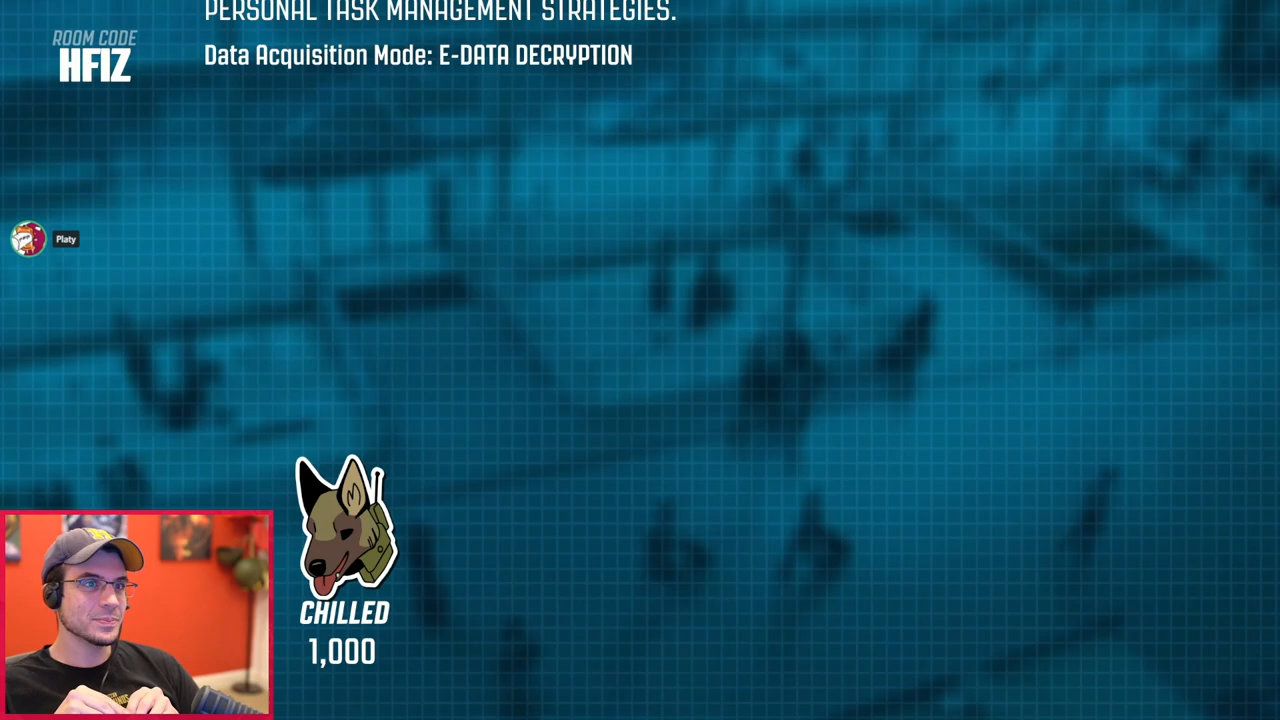 PERSONAL TASK MANAGEMENT STRATEGIES.
ROOM CODE
HFIZ
Data Acquisition Mode: E-DATA DECRYPTION
Platy
CHILLED
1,000